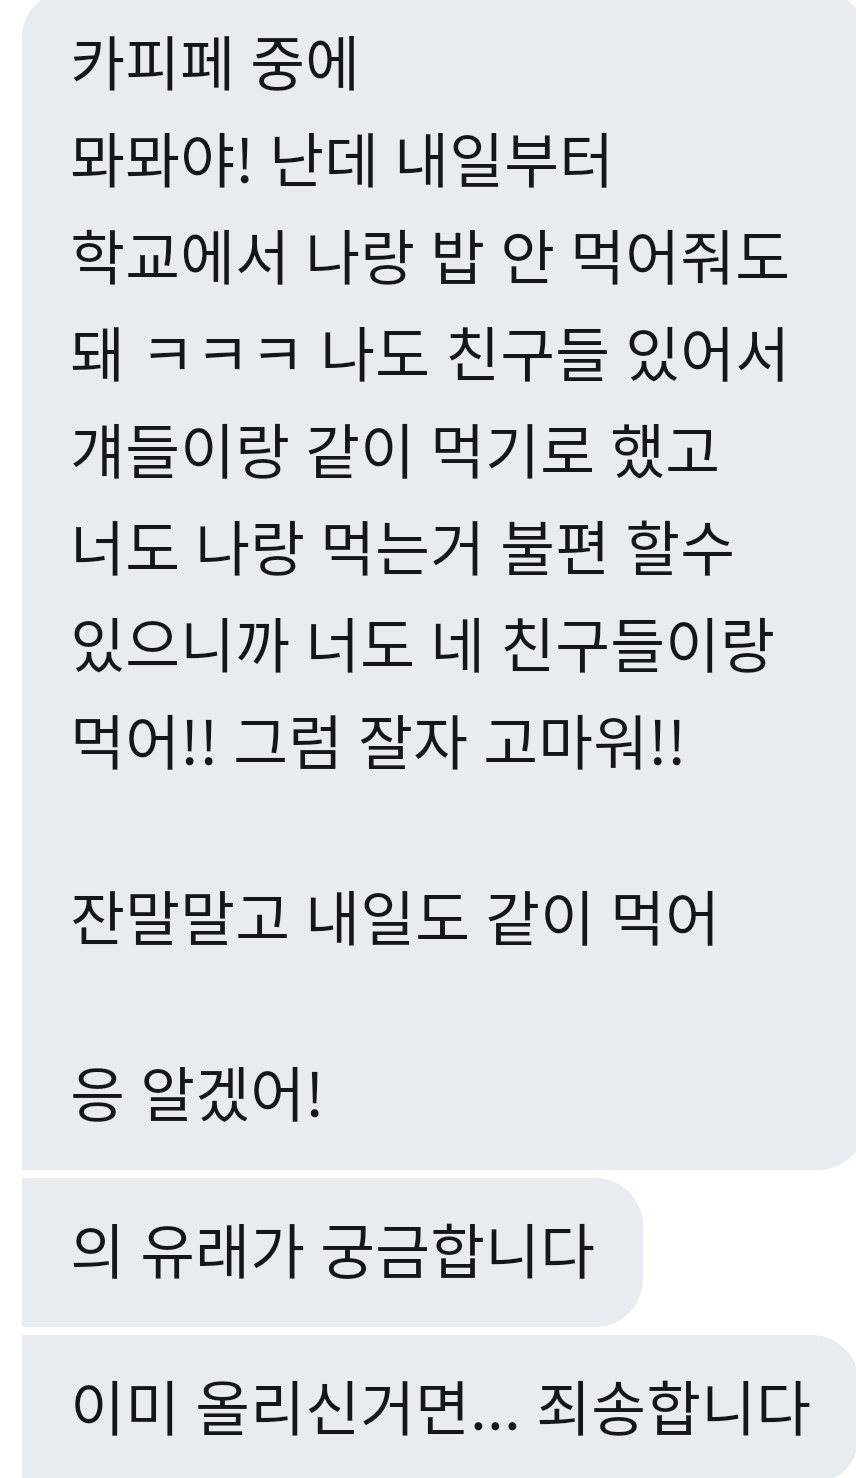 카피페 중에
뫄뫄야! 난데 내일부터
학교에서 나랑 밥 안 먹어줘도
돼 ㅋㅋㅋ 나도 친구들 있어서
걔들이랑 같이 먹기로 했고
너도 나랑 먹는거 불편 할수
있으니까 너도 네 친구들이랑
먹어!! 그럼 잘자 고마워!!
잔말말고 내일도 같이 먹어
응 알겠어!
의 유래가 궁금합니다
이미 올리신거면... 죄송합니다